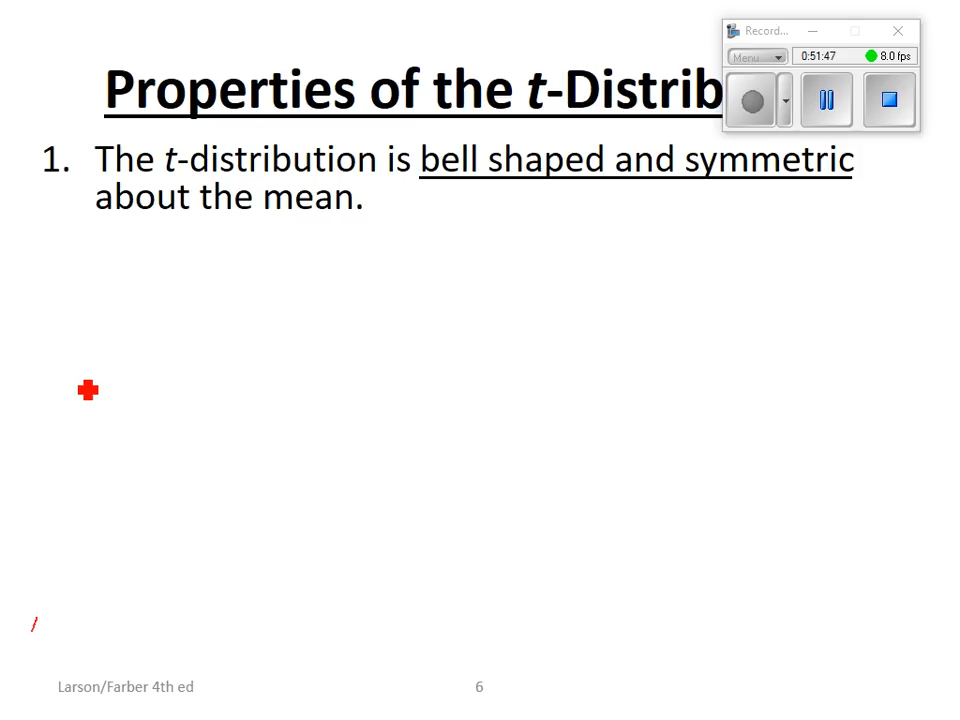 Record...
Menu
0:51:47
8.0 fps
Properties of the t-Distrib
1. The t-distribution is bell shaped and symmetric
about the mean.
Larson/Farber 4th ed
6